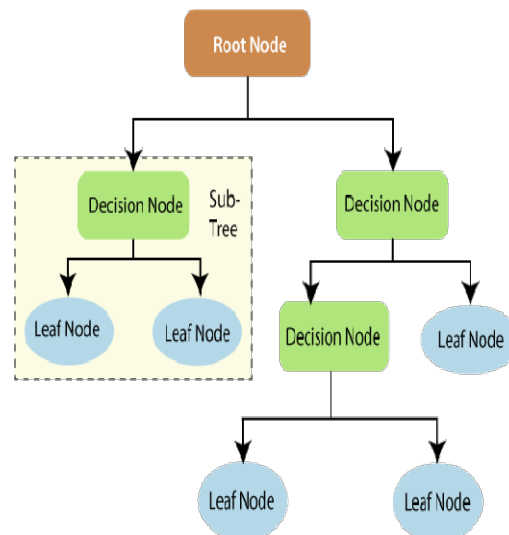 Root Node
Decision Node
Sub-
Tree
Decision Node
Leaf Node
Leaf Node
Decision Node
Leaf Node
Leaf Node
Leaf Node